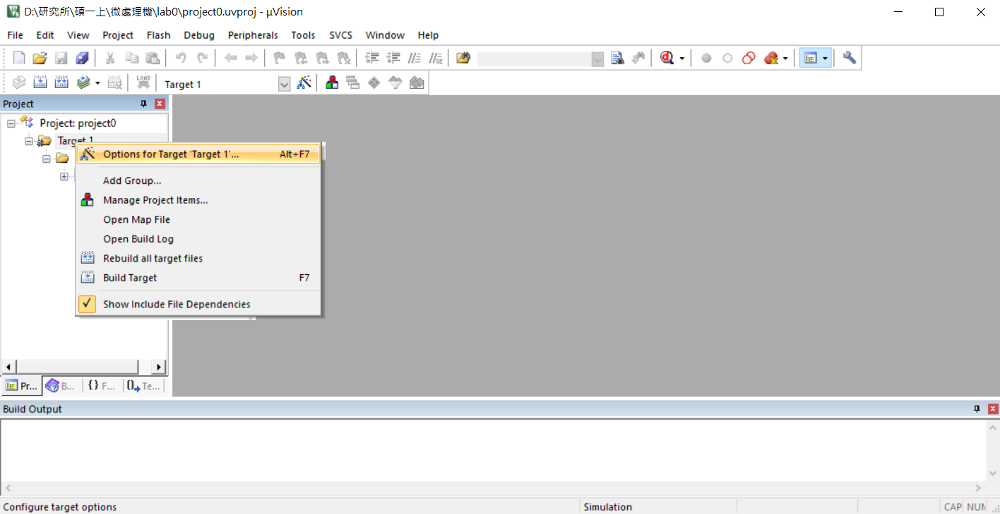 D:\研究所\碩一上\微處理機\lab0\project0.uvproj - µVision
File Edit View Project Flash Debug Peripherals Tools SVCS Window Help
LOAD
Target 1
Project
Project: project0
Target 1
Options for Target 'Target 1'... Alt+F7
Add Group...
Manage Project Items...
Open Map File
Open Build Log
Rebuild all target files
Build Target F7
Show Include File Dependencies
Pr... B... {} F... Te...
Build Output
Configure target options Simulation CAP NUM